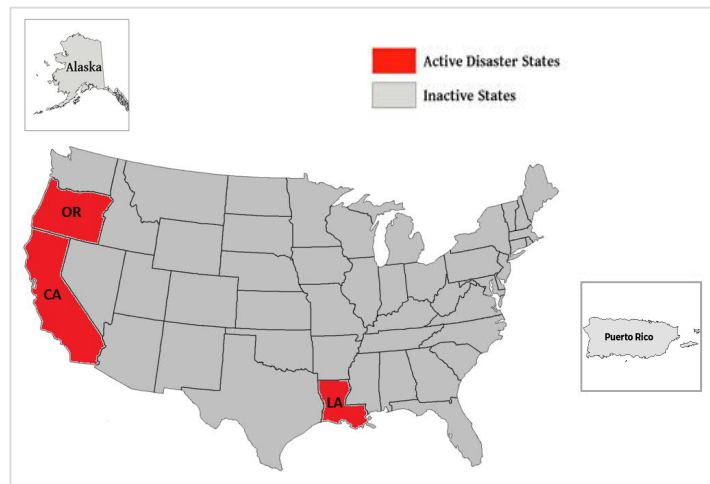 Alaska
Active Disaster States
Inactive States
OR
CA
LA
Puerto Rico